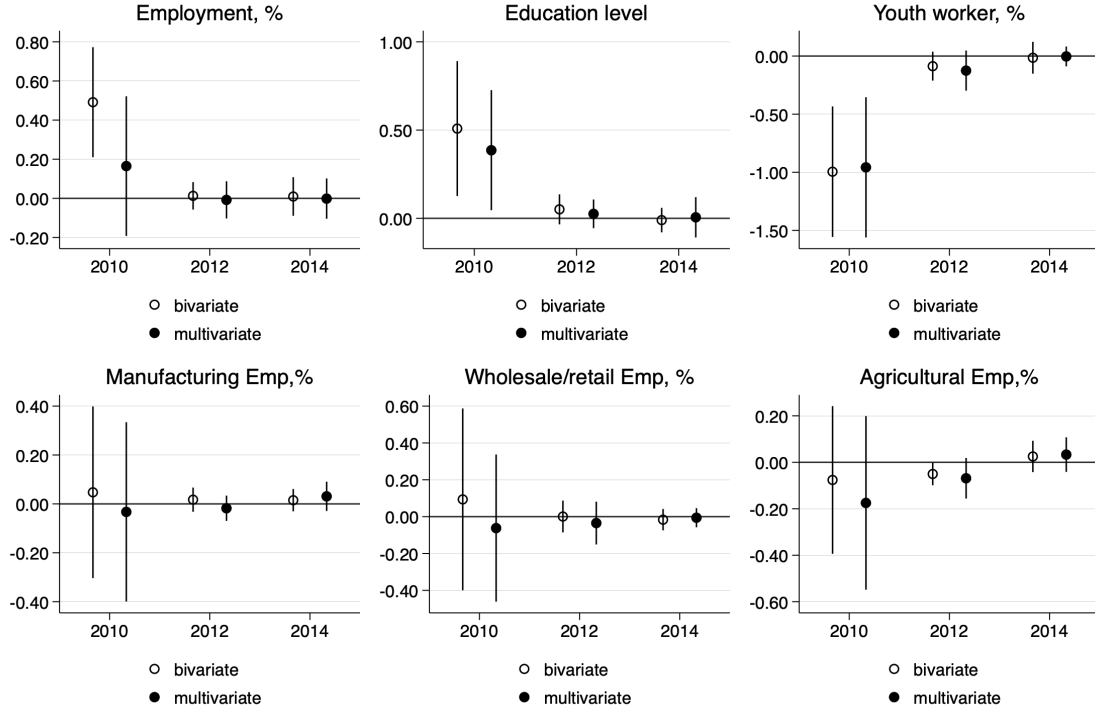 Employment, %
0.80
0.60
0.40
0.20
0.00
-0.20
2010 2012 2014
bivariate
multivariate
Education level
1.00
0.50
0.00
2010 2012 2014
bivariate
multivariate
Youth worker, %
0.00
-0.50
-1.00
-1.50
2010 2012 2014
bivariate
multivariate
Manufacturing Emp,%
0.40
0.20
0.00
-0.20
-0.40
2010 2012 2014
bivariate
multivariate
Wholesale/retail Emp, %
0.60
0.40
0.20
0.00
-0.20
-0.40
2010 2012 2014
bivariate
multivariate
Agricultural Emp,%
0.20
0.00
-0.20
-0.40
-0.60
2010 2012 2014
bivariate
multivariate